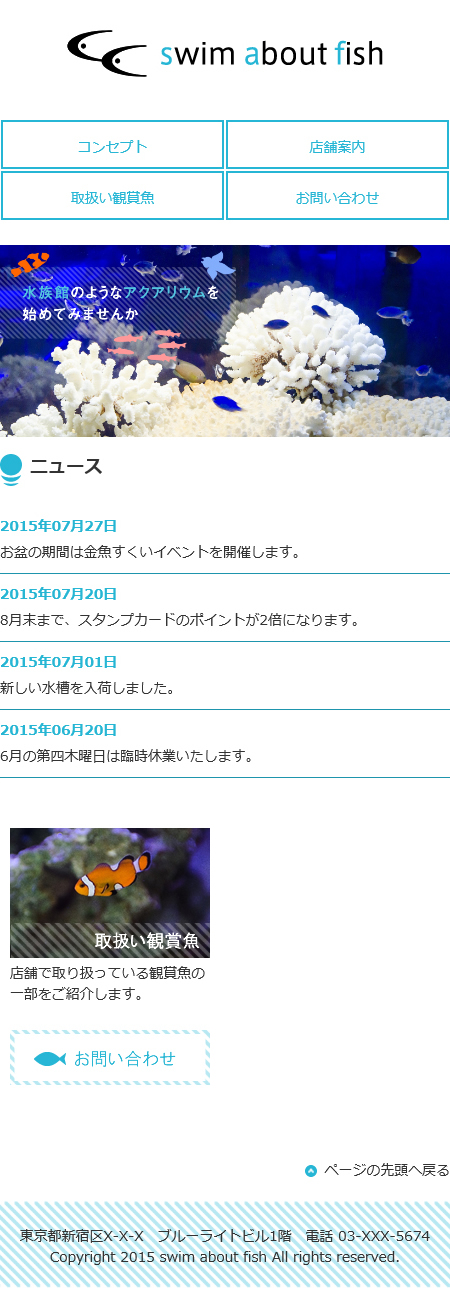 swim about fish
コンセプト
店舗案内
取扱い観賞魚
お問い合わせ
水族館のようなアクアリウムを
始めてみませんか
ニュース
2015年07月27日
お盆の期間は金魚すくいイベントを開催します。
2015年07月20日
8月末まで、スタンプカードのポイントが2倍になります。
2015年07月01日
新しい水槽を入荷しました。
2015年06月20日
6月の第四木曜日は臨時休業いたします。
取扱い観賞魚
店舗で取り扱っている観賞魚の
一部をご紹介します。
お問い合わせ
ページの先頭へ戻る
東京都新宿区X-X-X　ブルーライトビル1階　電話 03-XXX-5674
Copyright 2015 swim about fish All rights reserved.